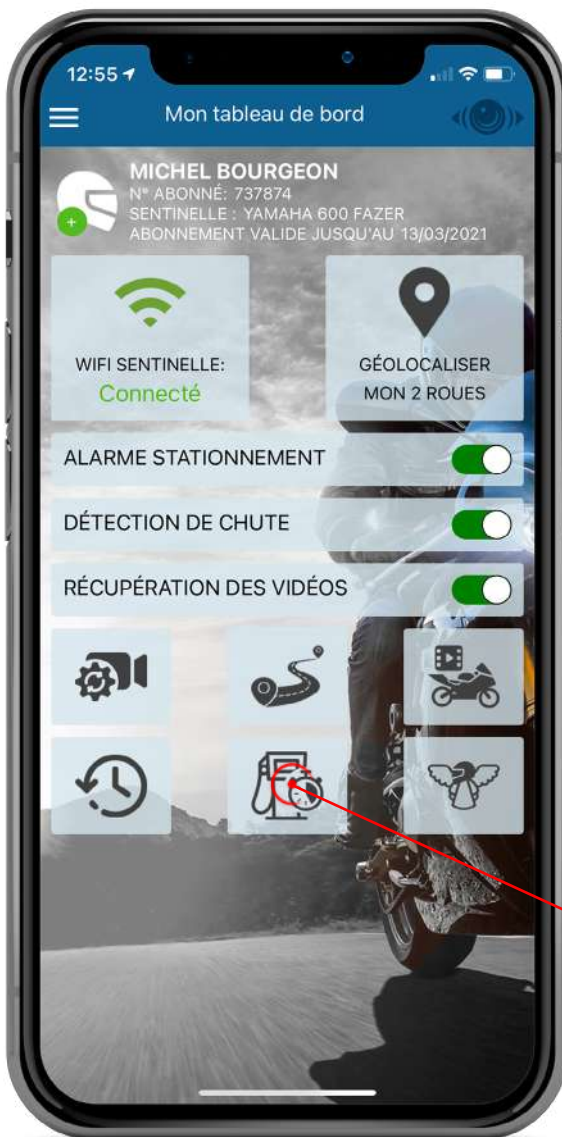 12:55
Mon tableau de bord
MICHEL BOURGEON
N° ABONNÉ: 737874
SENTINELLE : YAMAHA 600 FAZER
ABONNEMENT VALIDE JUSQU'AU 13/03/2021
WIFI SENTINELLE:
Connecté
GÉOLOCALISER
MON 2 ROUES
ALARME STATIONNEMENT
DÉTECTION DE CHUTE
RÉCUPÉRATION DES VIDÉOS